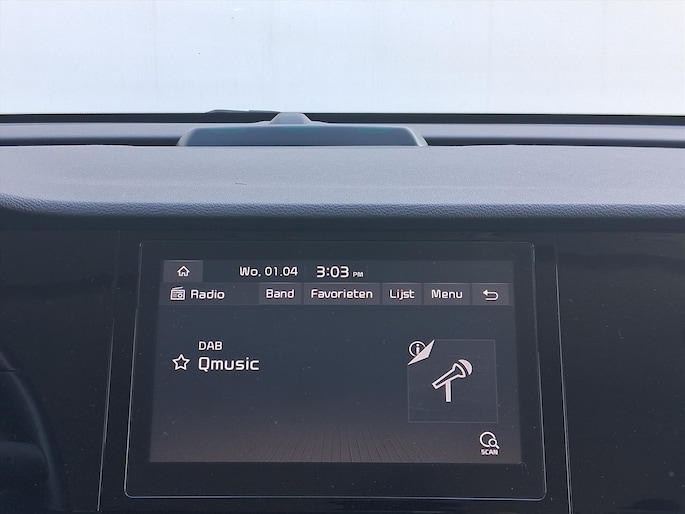 Wo, 01.04 3:03 PM
Radio Band Favorieten Lijst Menu
DAB
Qmusic
SCAN